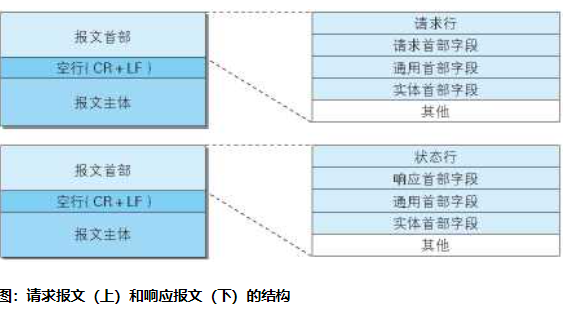 报文首部
空行(CR+LF)
报文主体
请求行
请求首部字段
通用首部字段
实体首部字段
其他
报文首部
空行(CR+LF)
报文主体
状态行
响应首部字段
通用首部字段
实体首部字段
其他
图：请求报文（上）和响应报文（下）的结构